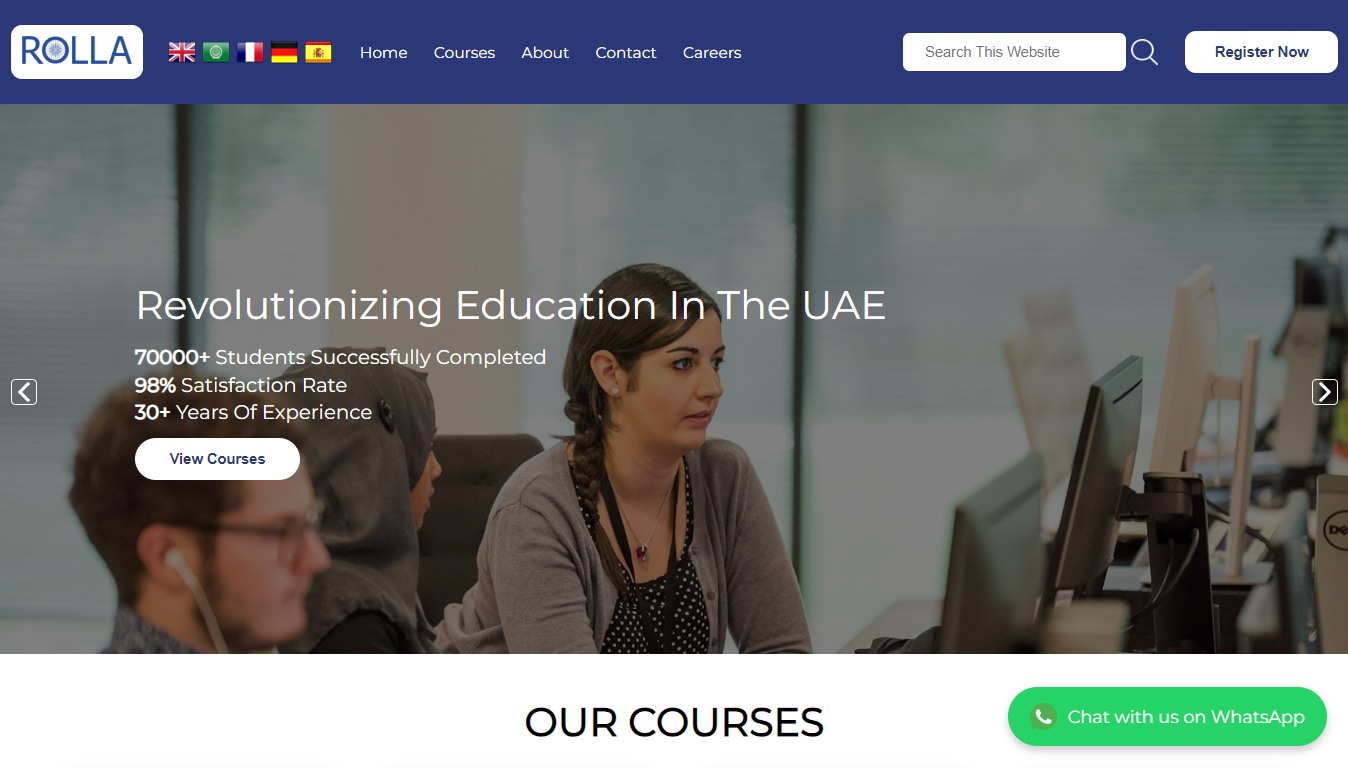 ROLLA
Home Courses About Contact Careers
Search This Website
Register Now
Revolutionizing Education In The UAE
70000+ Students Successfully Completed
98% Satisfaction Rate
30+ Years Of Experience
View Courses
OUR COURSES
Chat with us on WhatsApp